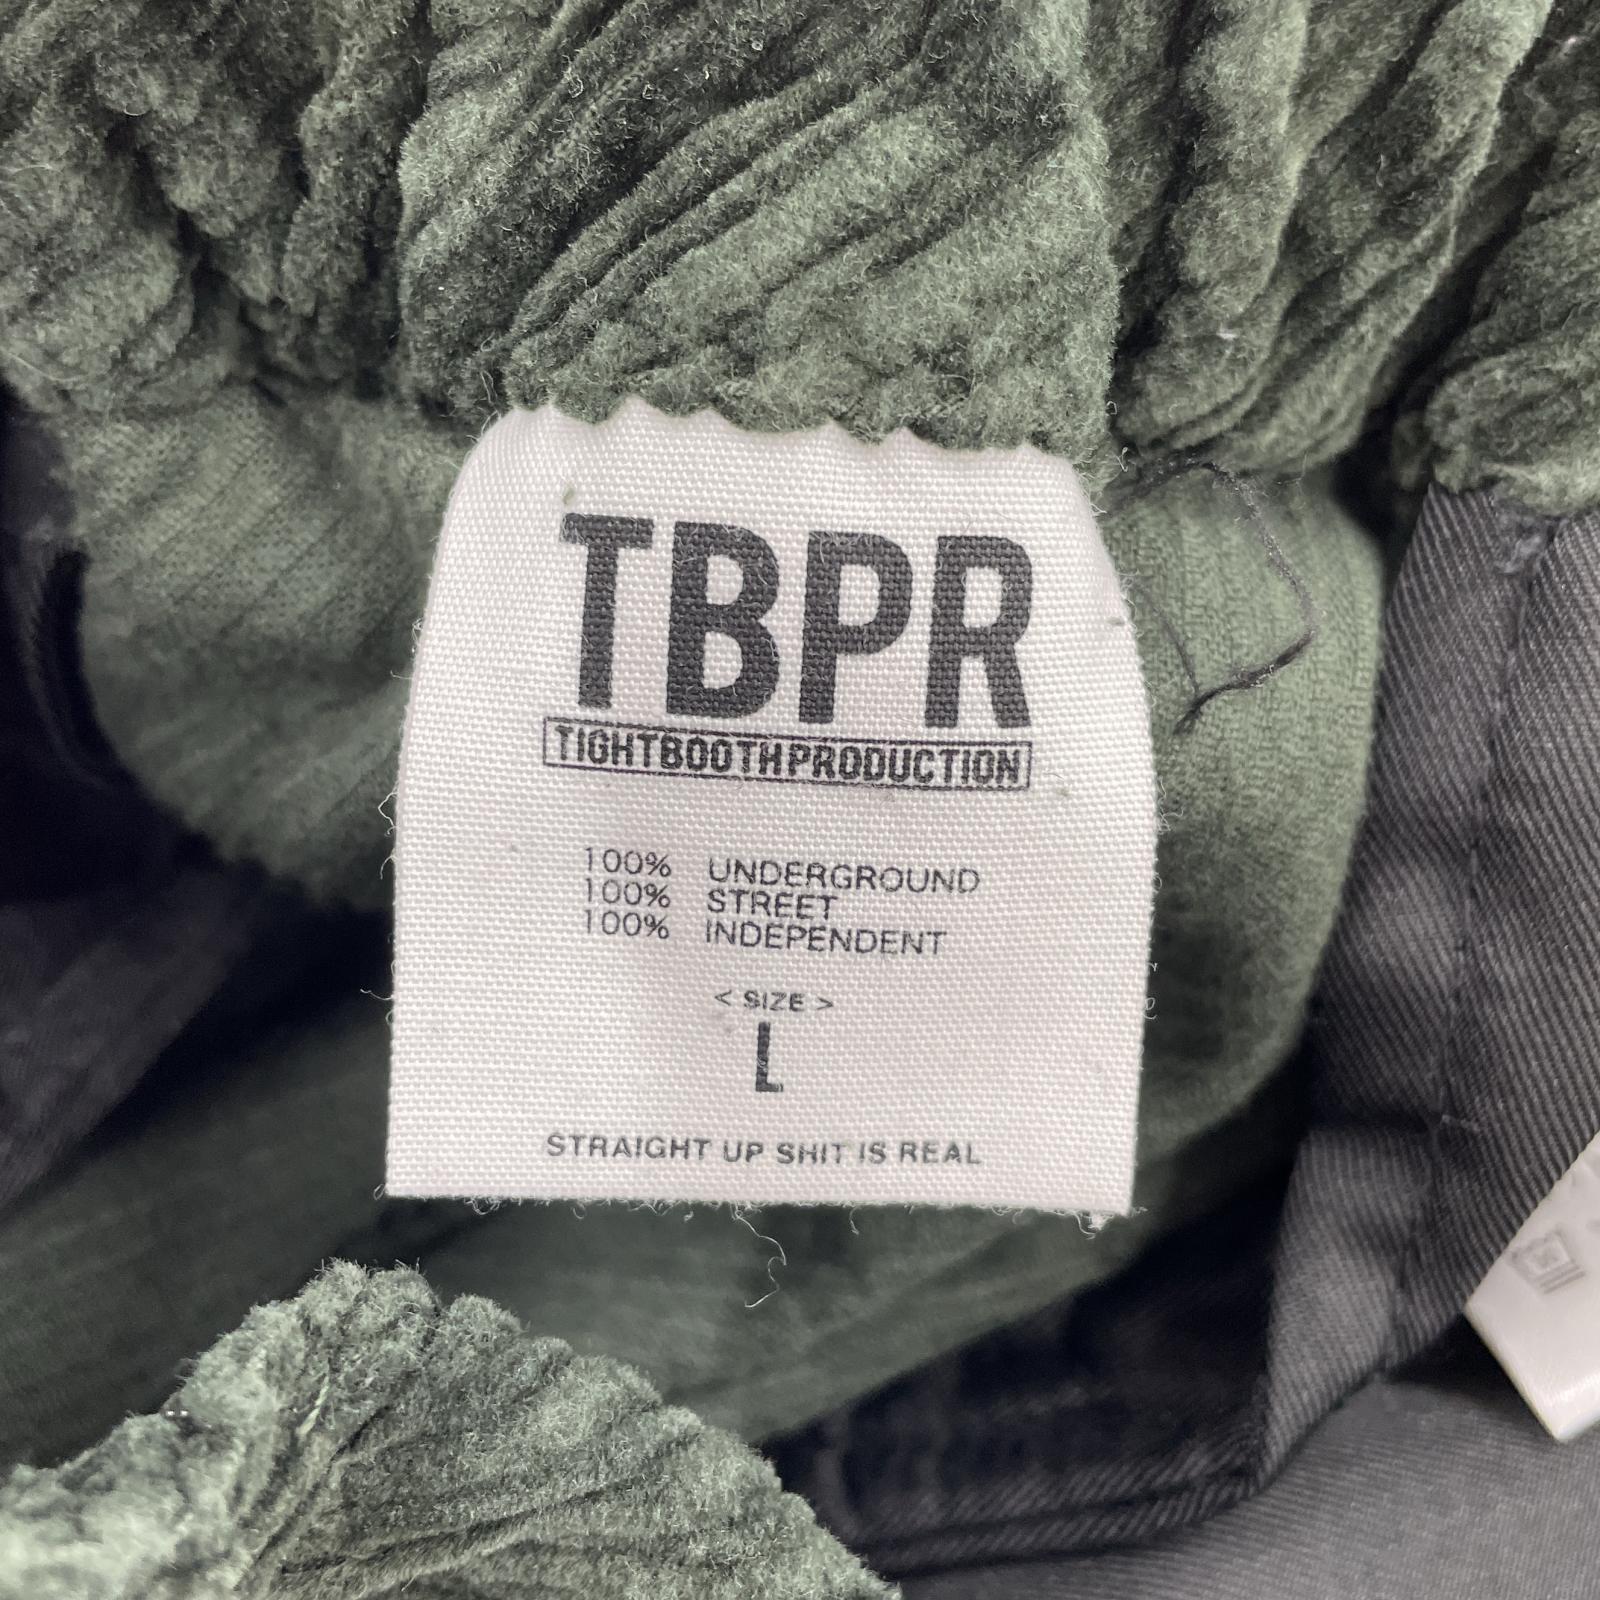 TBPR
TIGHTBOOTHPRODUCTION
100% UNDERGROUND
100% STREET
100% INDEPENDENT
< SIZE >
L
STRAIGHT UP SHIT IS REAL